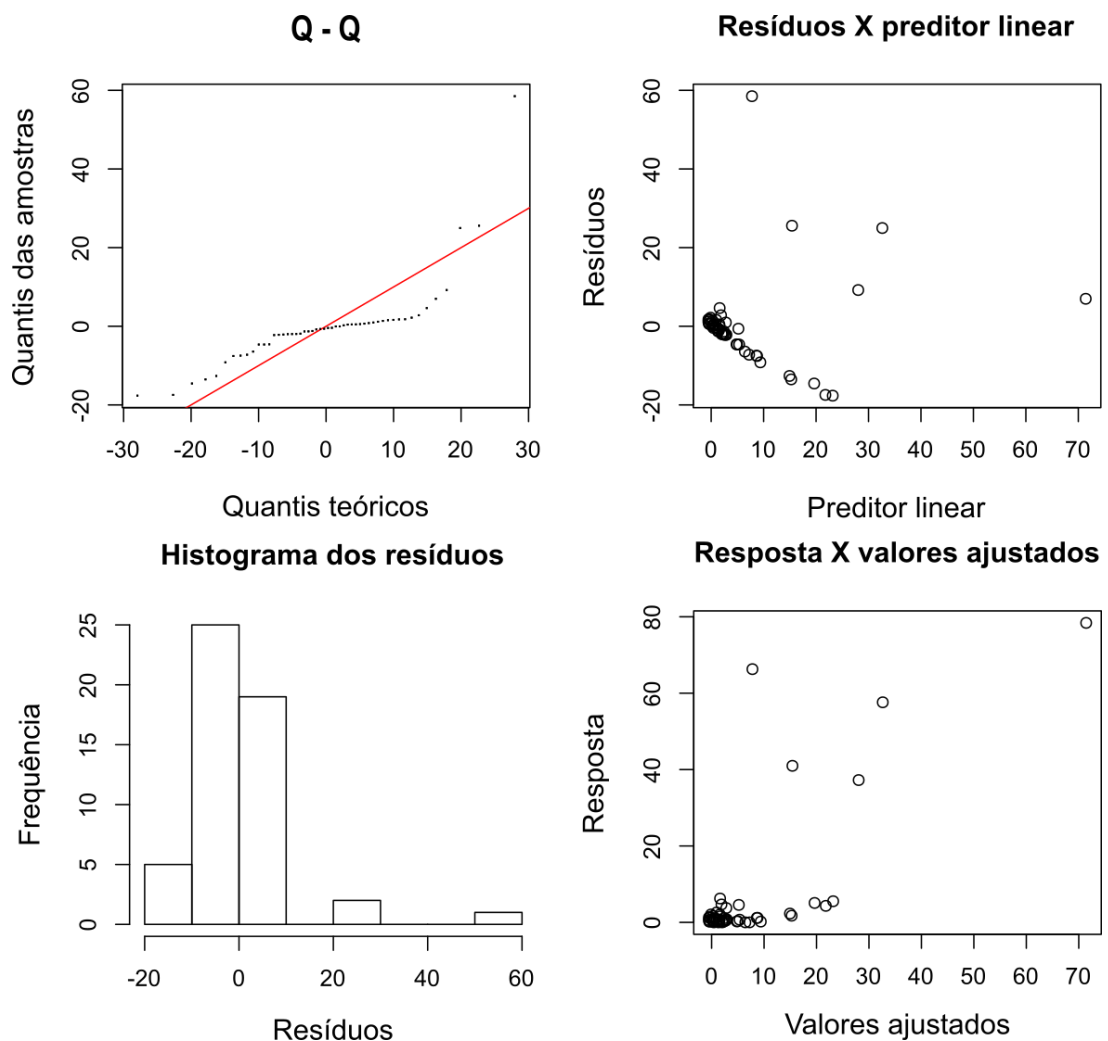 Q - Q
Resíduos X preditor linear
Quantis das amostras
60
40
20
0
-20
-30 -20 -10 0 10 20 30
Quantis teóricos
Resíduos
60
40
20
0
-20
0 10 20 30 40 50 60 70
Preditor linear
Histograma dos resíduos
Resposta X valores ajustados
Frequência
25
20
15
10
5
0
-20 0 20 40 60
Resíduos
Resposta
80
60
40
20
0
0 10 20 30 40 50 60 70
Valores ajustados